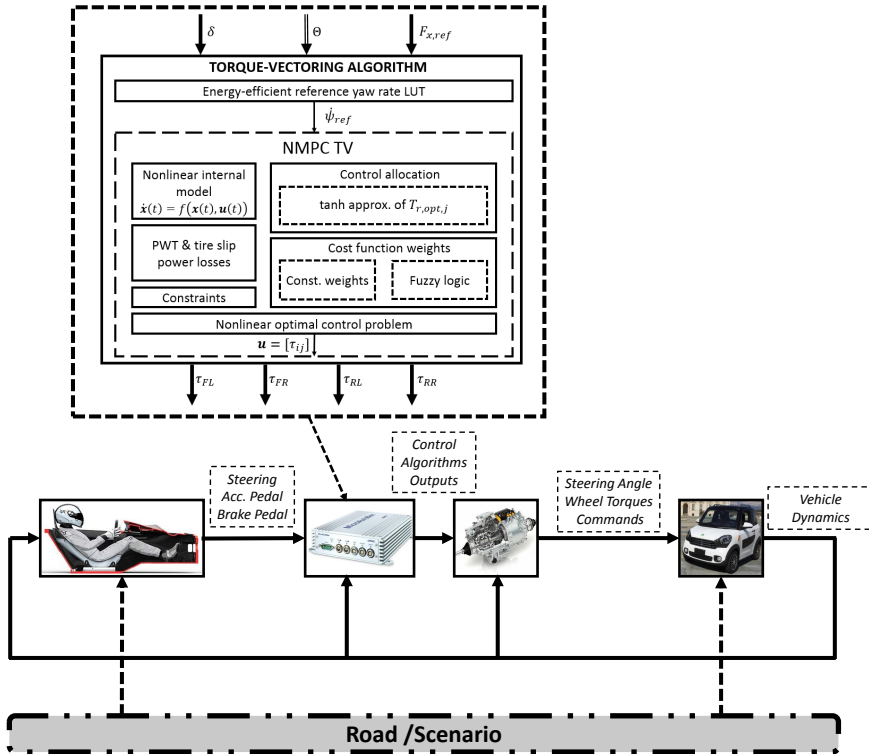 δ
Θ
F_{x,ref}
TORQUE-VECTORING ALGORITHM
Energy-efficient reference yaw rate LUT
ψ̇_{ref}
NMPC TV
Nonlinear internal
model
ẋ(t) = f(x(t), u(t))
PWT & tire slip
power losses
Constraints
Control allocation
tanh approx. of T_{r,opt,j}
Cost function weights
Const. weights
Fuzzy logic
Nonlinear optimal control problem
u = [τ_{ij}]
τ_{FL}
τ_{FR}
τ_{RL}
τ_{RR}
Steering
Acc. Pedal
Brake Pedal
Control
Algorithms
Outputs
Steering Angle
Wheel Torques
Commands
Vehicle
Dynamics
Road /Scenario